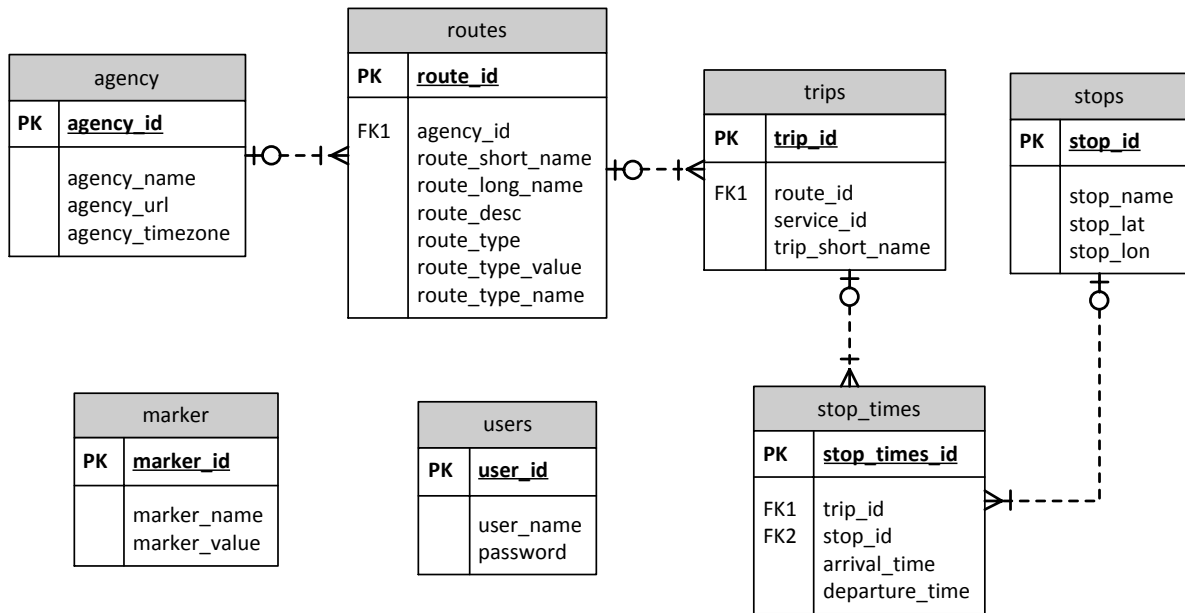 agency
PK agency_id
agency_name
agency_url
agency_timezone
routes
PK route_id
FK1 agency_id
route_short_name
route_long_name
route_desc
route_type
route_type_value
route_type_name
trips
PK trip_id
FK1 route_id
service_id
trip_short_name
stops
PK stop_id
stop_name
stop_lat
stop_lon
marker
PK marker_id
marker_name
marker_value
users
PK user_id
user_name
password
stop_times
PK stop_times_id
FK1 trip_id
FK2 stop_id
arrival_time
departure_time